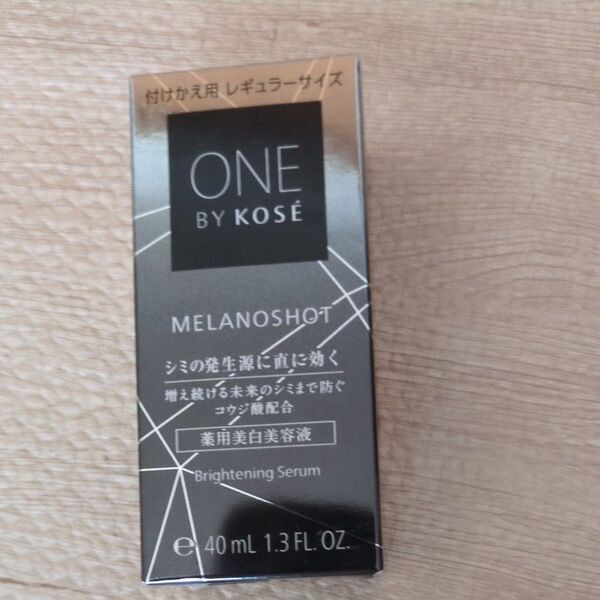 付けかえ用 レギュラーサイズ
ONE
BY KOSÉ
MELANOSHOT
シミの発生源に直に効く
増え続ける未来のシミまで防ぐ
コウジ酸配合
薬用美白美容液
Brightening Serum
℮ 40 mL 1.3 FL. OZ.